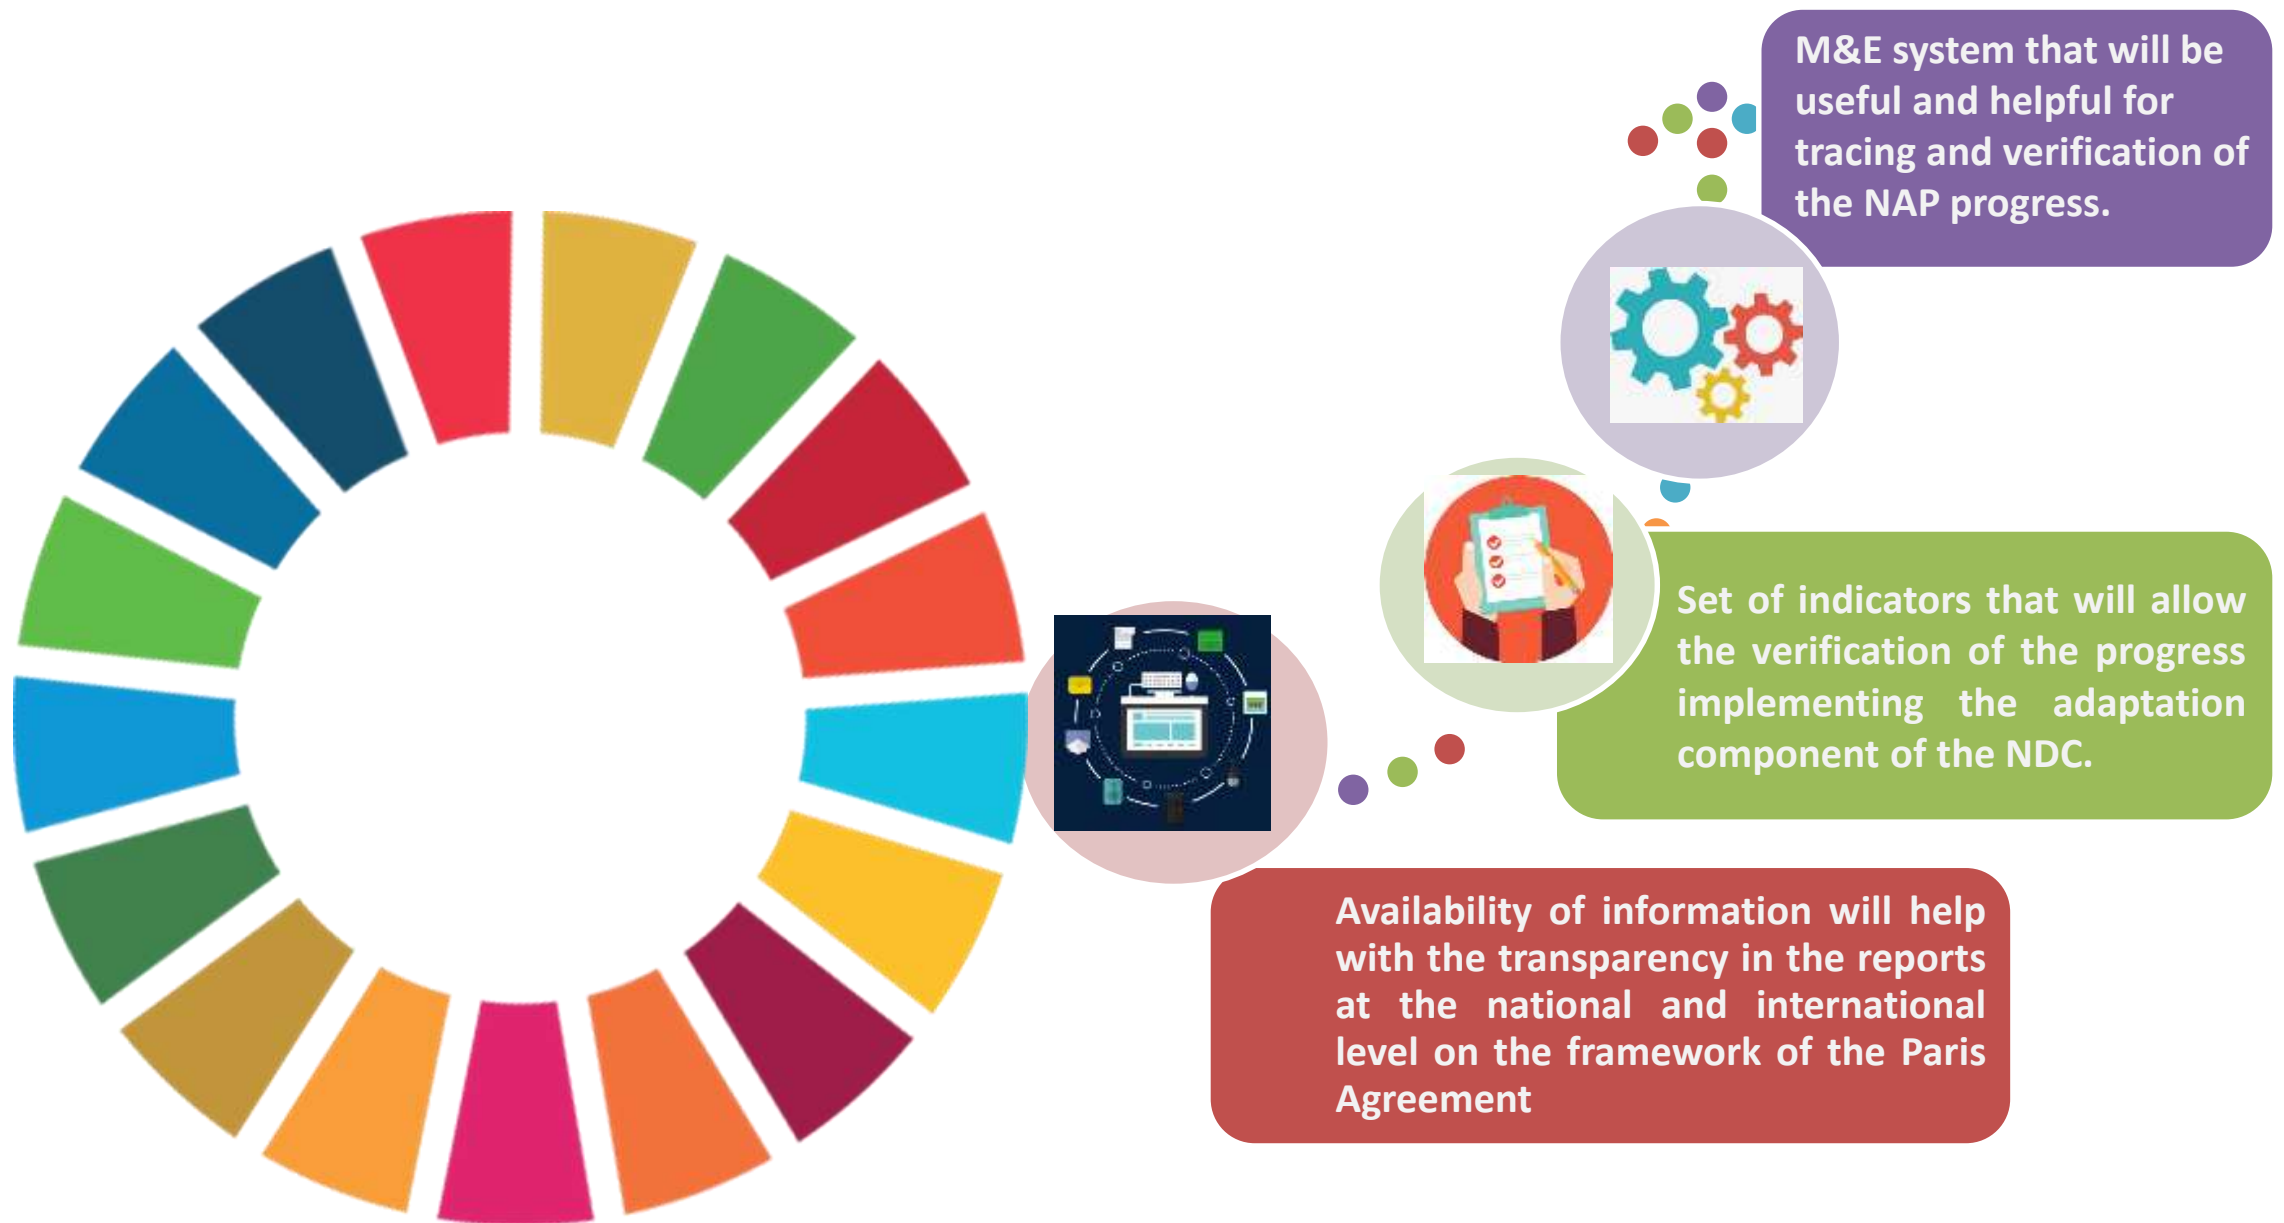 M&E system that will be
useful and helpful for
tracing and verification of
the NAP progress.
Set of indicators that will allow
the verification of the progress
implementing the adaptation
component of the NDC.
Availability of information will help
with the transparency in the reports
at the national and international
level on the framework of the Paris
Agreement